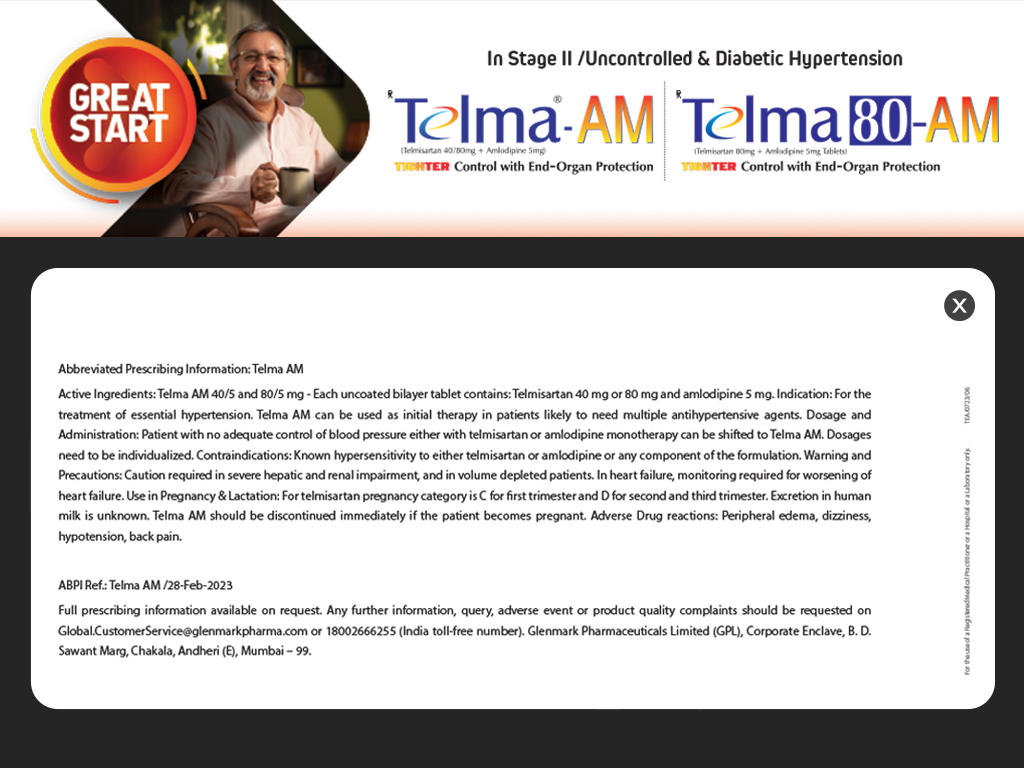 GREAT
START
In Stage II /Uncontrolled & Diabetic Hypertension
℞ Telma®-AM
(Telmisartan 40/80mg + Amlodipine 5mg)
TIGHTER Control with End-Organ Protection
℞ Telma 80-AM
(Telmisartan 80mg + Amlodipine 5mg Tablets)
TIGHTER Control with End-Organ Protection
X
Abbreviated Prescribing Information: Telma AM
Active Ingredients: Telma AM 40/5 and 80/5 mg - Each uncoated bilayer tablet contains: Telmisartan 40 mg or 80 mg and amlodipine 5 mg. Indication: For the
treatment of essential hypertension. Telma AM can be used as initial therapy in patients likely to need multiple antihypertensive agents. Dosage and
Administration: Patient with no adequate control of blood pressure either with telmisartan or amlodipine monotherapy can be shifted to Telma AM. Dosages
need to be individualized. Contraindications: Known hypersensitivity to either telmisartan or amlodipine or any component of the formulation. Warning and
Precautions: Caution required in severe hepatic and renal impairment, and in volume depleted patients. In heart failure, monitoring required for worsening of
heart failure. Use in Pregnancy & Lactation: For telmisartan pregnancy category is C for first trimester and D for second and third trimester. Excretion in human
milk is unknown. Telma AM should be discontinued immediately if the patient becomes pregnant. Adverse Drug reactions: Peripheral edema, dizziness,
hypotension, back pain.
ABPI Ref.: Telma AM /28-Feb-2023
Full prescribing information available on request. Any further information, query, adverse event or product quality complaints should be requested on
Global.CustomerService@glenmarkpharma.com or 18002666255 (India toll-free number). Glenmark Pharmaceuticals Limited (GPL), Corporate Enclave, B. D.
Sawant Marg, Chakala, Andheri (E), Mumbai – 99.
For the use of a Registered Medical Practitioner or a Hospital or a Laboratory only.